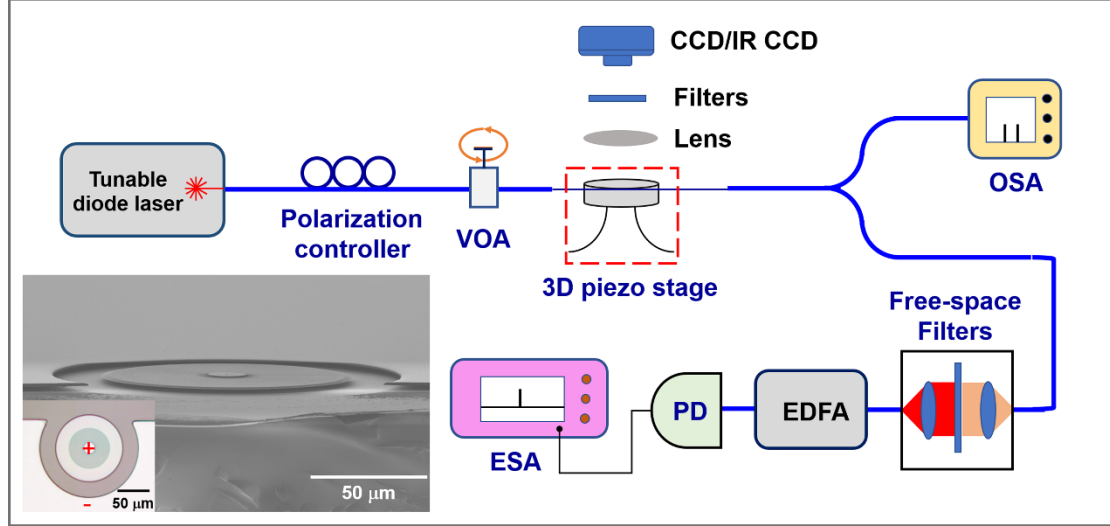 CCD/IR CCD
Filters
Lens
Tunable
diode laser
Polarization
controller
VOA
3D piezo stage
OSA
Free-space
Filters
EDFA
PD
ESA
50 μm
50 μm
+
-